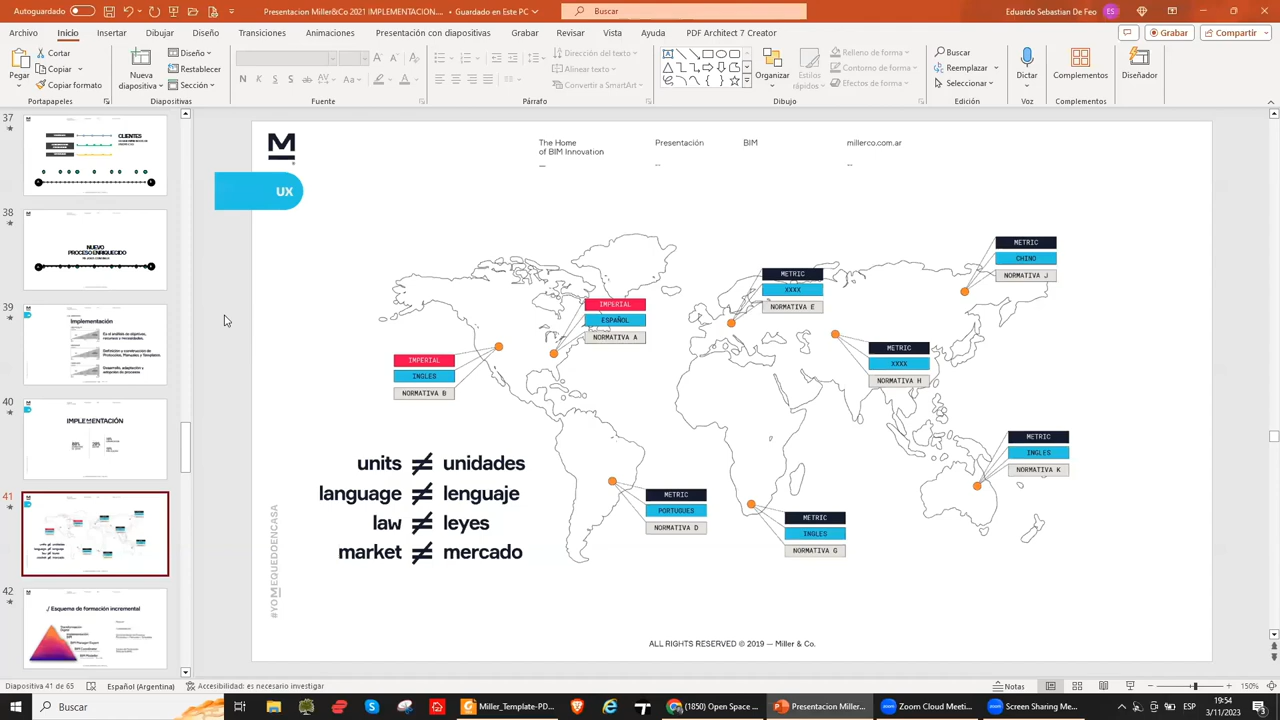 Presentacion Miller&Co 2021 IMPLEMENTACION BIM
Modo de compatibilidad
Buscar
Eduardo Sebastian De Feo
Archivo
Inicio
Insertar
Dibujar
Diseño
Transiciones
Animaciones
Presentación con diapositivas
Grabar
Revisar
Vista
Ayuda
PDF Architect 7 Creator
Grabar
Compartir
Pegar
Cortar
Copiar
Copiar formato
Portapapeles
Nueva
diapositiva
Diseño
Restablecer
Sección
Diapositivas
N K S S
Aa
Fuente
Dirección del texto
Alinear texto
Convertir a SmartArt
Párrafo
Organizar
Estilos
rápidos
Relleno de forma
Contorno de forma
Efectos de forma
Dibujo
Buscar
Reemplazar
Seleccionar
Edición
Dictar
Voz
Complementos
Complementos
Diseñador
37
CLIENTES
38
NUEVO
PROCESO ENRIQUECIDO
39
Implementación
40
IMPLEMENTACIÓN
41
42
Esquema de formación incremental
M
The Home
of BIM Innovation
Presentación
BIM
millerco.com.ar
UX
METRIC
CHINO
NORMATIVA J
METRIC
XXXX
NORMATIVA E
IMPERIAL
ESPAÑOL
NORMATIVA A
METRIC
XXXX
NORMATIVA H
IMPERIAL
INGLES
NORMATIVA B
METRIC
INGLES
NORMATIVA K
METRIC
PORTUGUES
NORMATIVA D
METRIC
INGLES
NORMATIVA G
units ≠ unidades
language ≠ lenguaje
law ≠ leyes
market ≠ mercado
#YOMEQUEDOENCASA
ALL RIGHTS RESERVED © 2019 — Miller & Co.
Diapositiva 41 de 65
Español (Argentina)
Accesibilidad: es necesario investigar
Notas
150%
Buscar
Miller_Template-PD...
(1850) Open Space ...
Presentacion Miller...
Zoom Cloud Meeti...
Screen Sharing Me...
ESP
19:54
3/11/2023